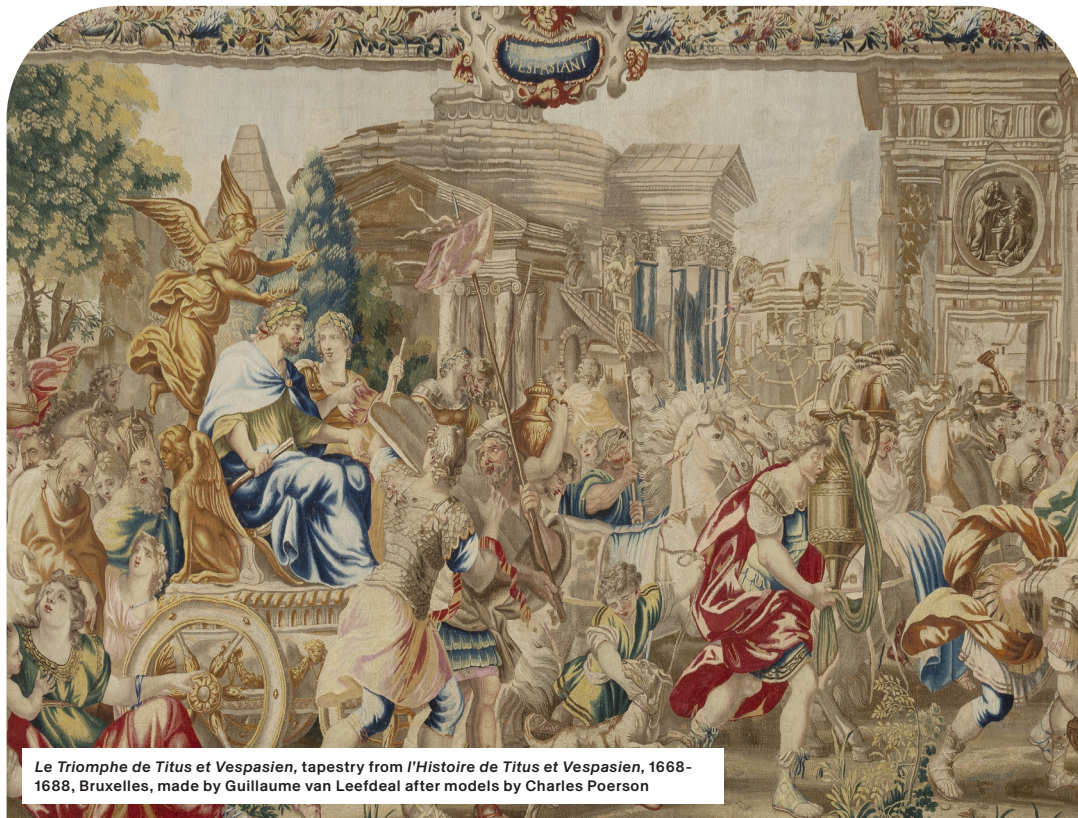 VESPASIANI
Le Triomphe de Titus et Vespasien, tapestry from l'Histoire de Titus et Vespasien, 1668-
1688, Bruxelles, made by Guillaume van Leefdeal after models by Charles Poerson